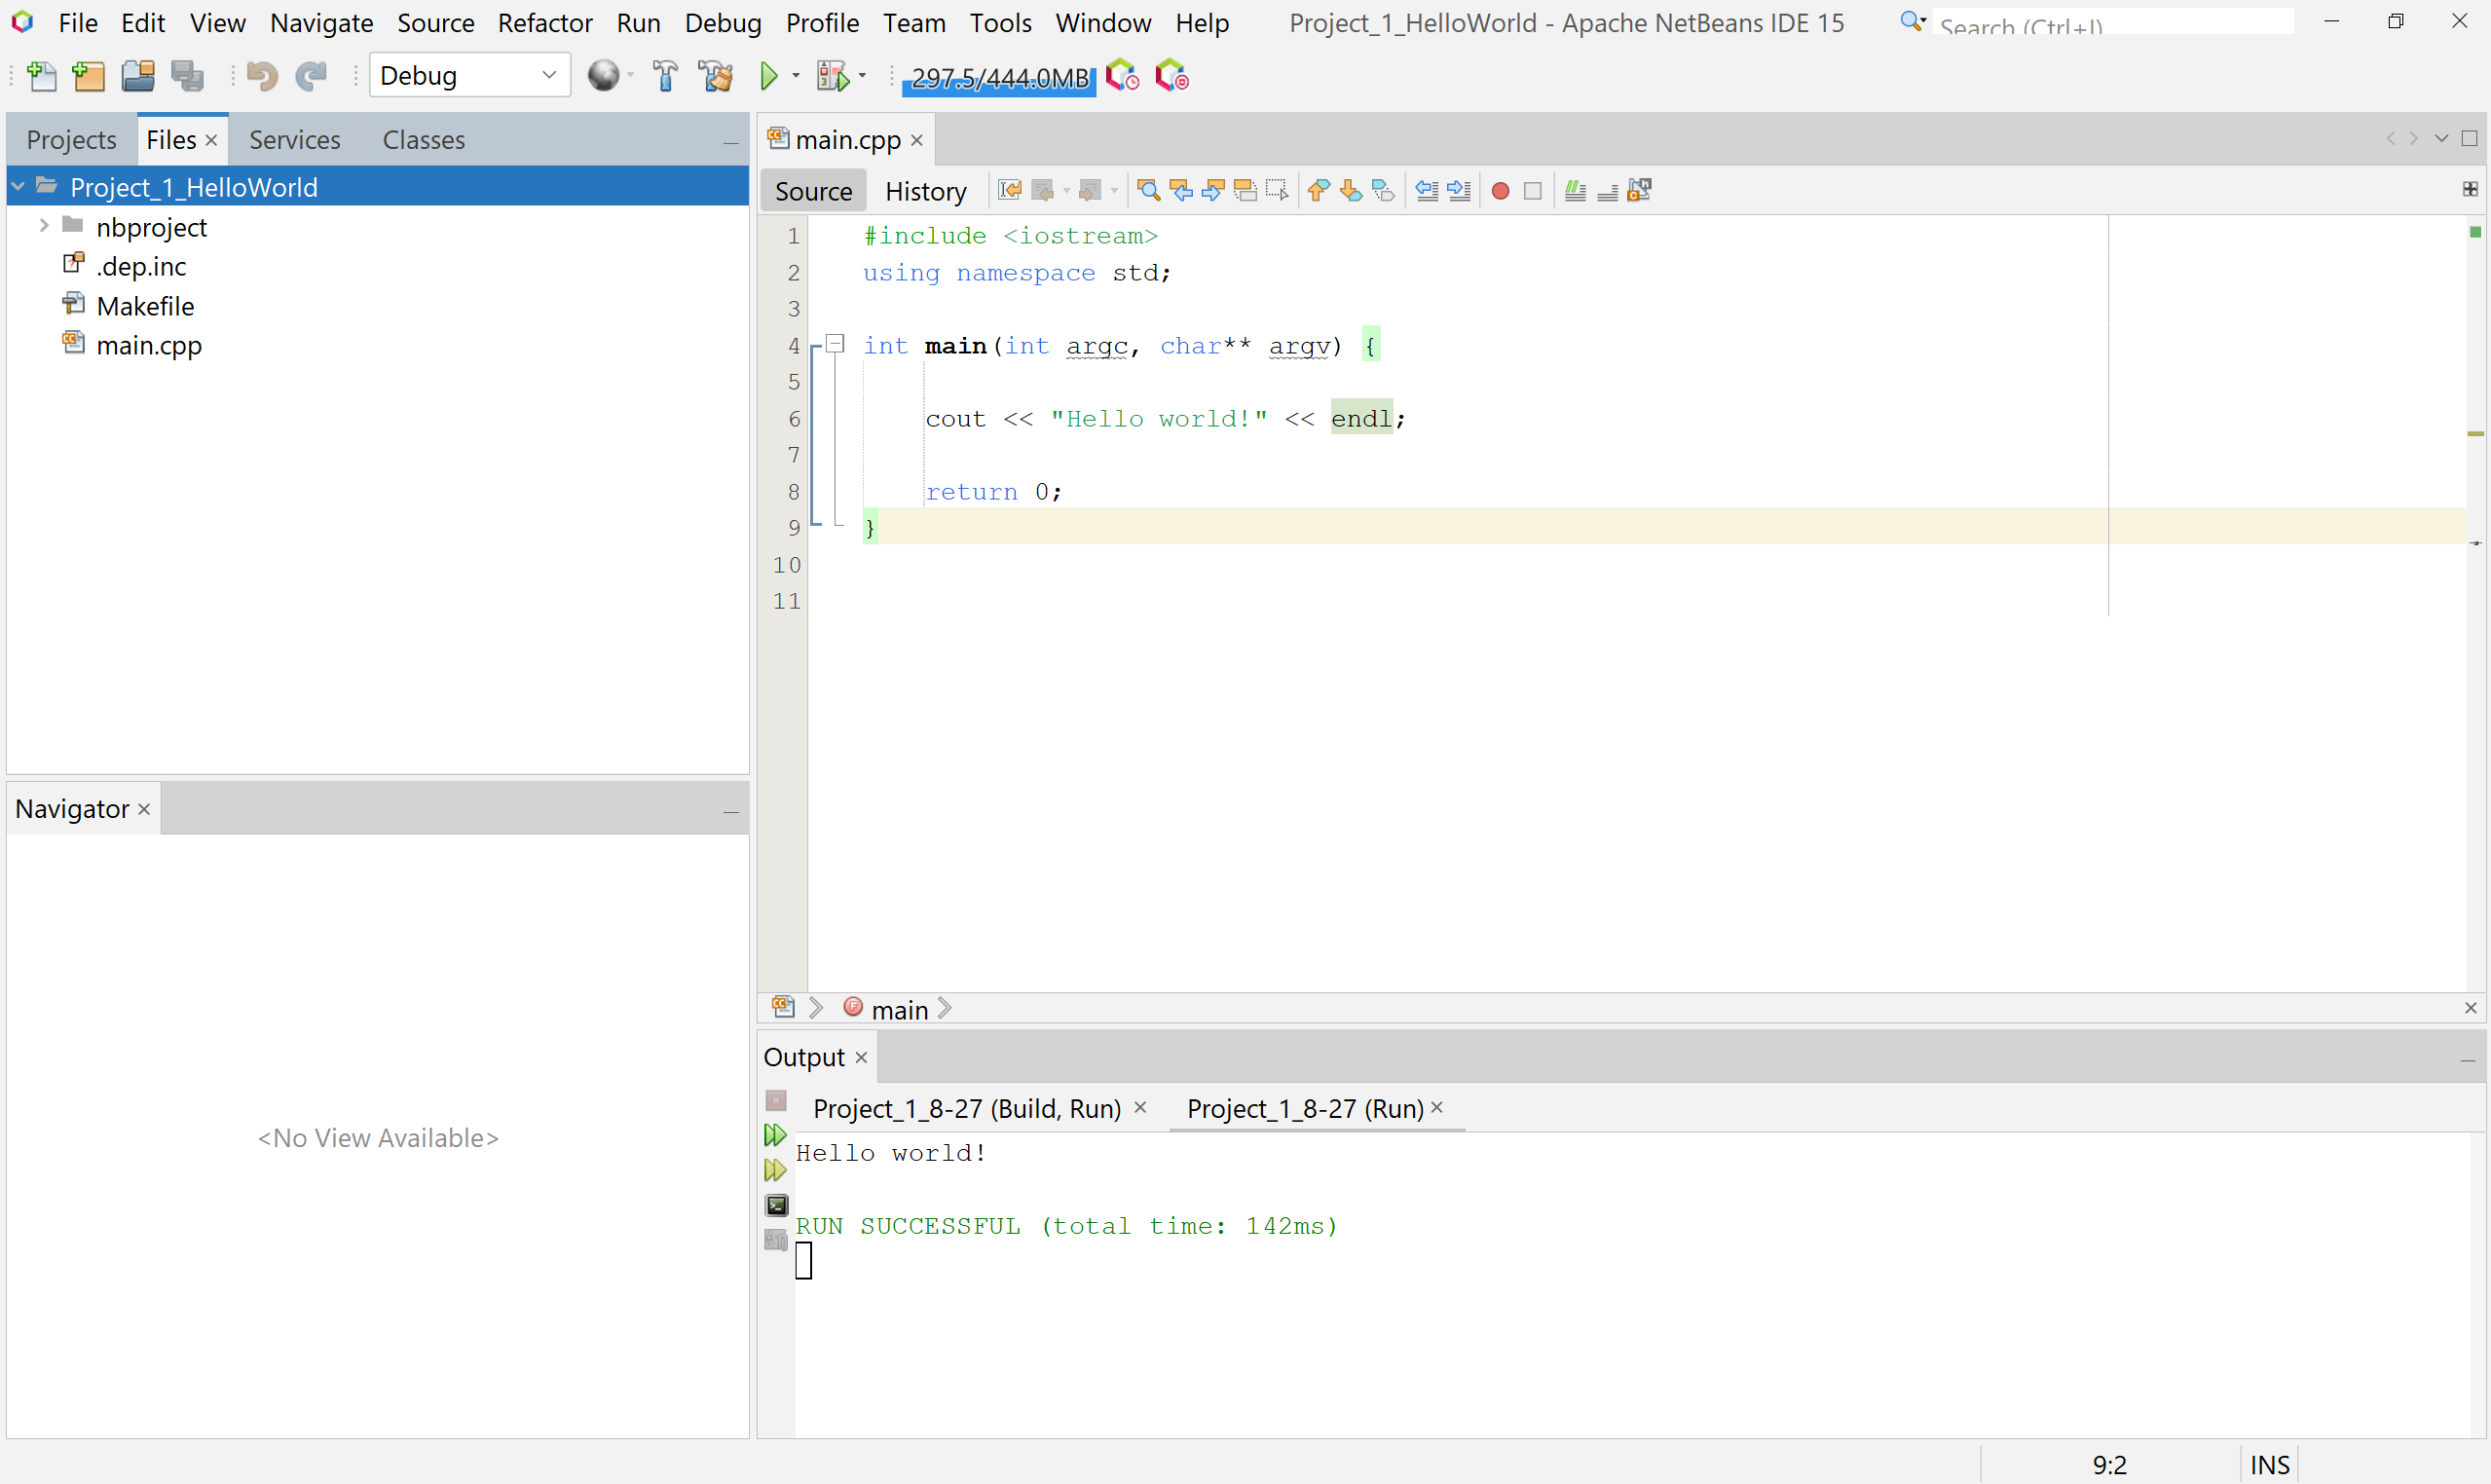 File Edit View Navigate Source Refactor Run Debug Profile Team Tools Window Help Project_1_HelloWorld - Apache NetBeans IDE 15 Search (Ctrl+I)
Debug 297.5/444.0MB
Projects Files Services Classes
Project_1_HelloWorld
nbproject
.dep.inc
Makefile
main.cpp
Navigator
<No View Available>
main.cpp
Source History
1 #include <iostream>
2 using namespace std;
3
4 int main(int argc, char** argv) {
5
6 cout << "Hello world!" << endl;
7
8 return 0;
9 }
10
11
main
Output
Project_1_8-27 (Build, Run) Project_1_8-27 (Run)
Hello world!
RUN SUCCESSFUL (total time: 142ms)
9:2 INS